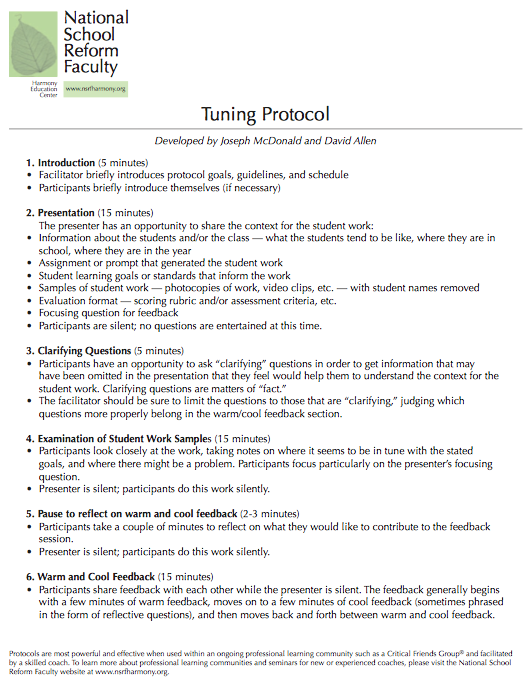 National
School
Reform
Faculty
Harmony
Education
Center
www.nsrfharmony.org
Tuning Protocol
Developed by Joseph McDonald and David Allen
1. Introduction (5 minutes)
• Facilitator briefly introduces protocol goals, guidelines, and schedule
• Participants briefly introduce themselves (if necessary)
2. Presentation (15 minutes)
The presenter has an opportunity to share the context for the student work:
• Information about the students and/or the class — what the students tend to be like, where they are in
school, where they are in the year
• Assignment or prompt that generated the student work
• Student learning goals or standards that inform the work
• Samples of student work — photocopies of work, video clips, etc. — with student names removed
• Evaluation format — scoring rubric and/or assessment criteria, etc.
• Focusing question for feedback
• Participants are silent; no questions are entertained at this time.
3. Clarifying Questions (5 minutes)
• Participants have an opportunity to ask “clarifying” questions in order to get information that may
have been omitted in the presentation that they feel would help them to understand the context for the
student work. Clarifying questions are matters of “fact.”
• The facilitator should be sure to limit the questions to those that are “clarifying,” judging which
questions more properly belong in the warm/cool feedback section.
4. Examination of Student Work Samples (15 minutes)
• Participants look closely at the work, taking notes on where it seems to be in tune with the stated
goals, and where there might be a problem. Participants focus particularly on the presenter’s focusing
question.
• Presenter is silent; participants do this work silently.
5. Pause to reflect on warm and cool feedback (2-3 minutes)
• Participants take a couple of minutes to reflect on what they would like to contribute to the feedback
session.
• Presenter is silent; participants do this work silently.
6. Warm and Cool Feedback (15 minutes)
• Participants share feedback with each other while the presenter is silent. The feedback generally begins
with a few minutes of warm feedback, moves on to a few minutes of cool feedback (sometimes phrased
in the form of reflective questions), and then moves back and forth between warm and cool feedback.
Protocols are most powerful and effective when used within an ongoing professional learning community such as a Critical Friends Group® and facilitated
by a skilled coach. To learn more about professional learning communities and seminars for new or experienced coaches, please visit the National School
Reform Faculty website at www.nsrfharmony.org.